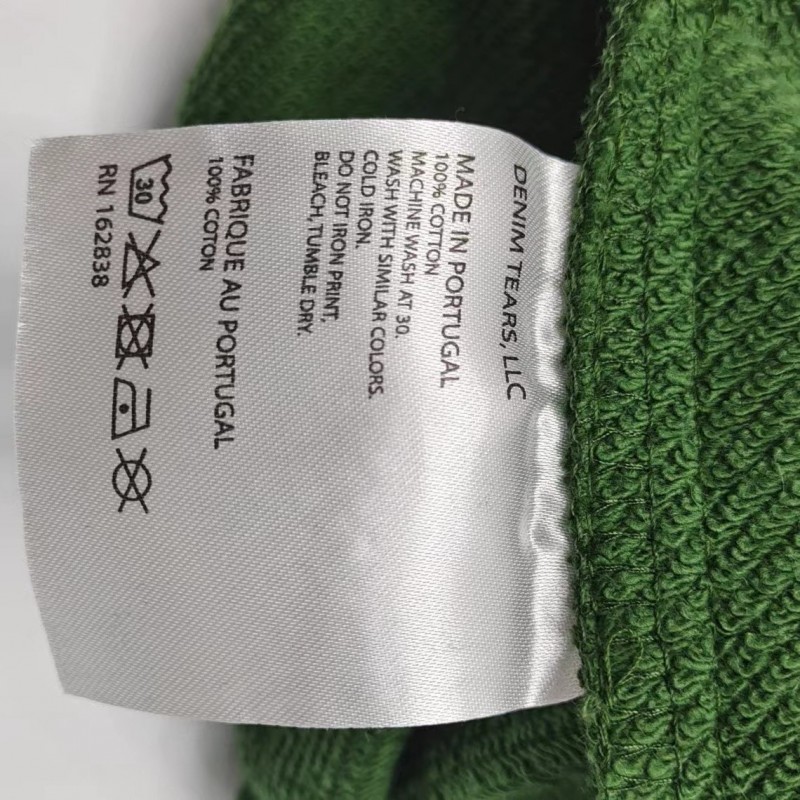 DENIM TEARS, LLC
MADE IN PORTUGAL
100% COTTON
MACHINE WASH AT 30.
WASH WITH SIMILAR COLORS.
COLD IRON.
DO NOT IRON PRINT,
BLEACH,TUMBLE DRY.
FABRIQUE AU PORTUGAL
100% COTON
30
RN 162838